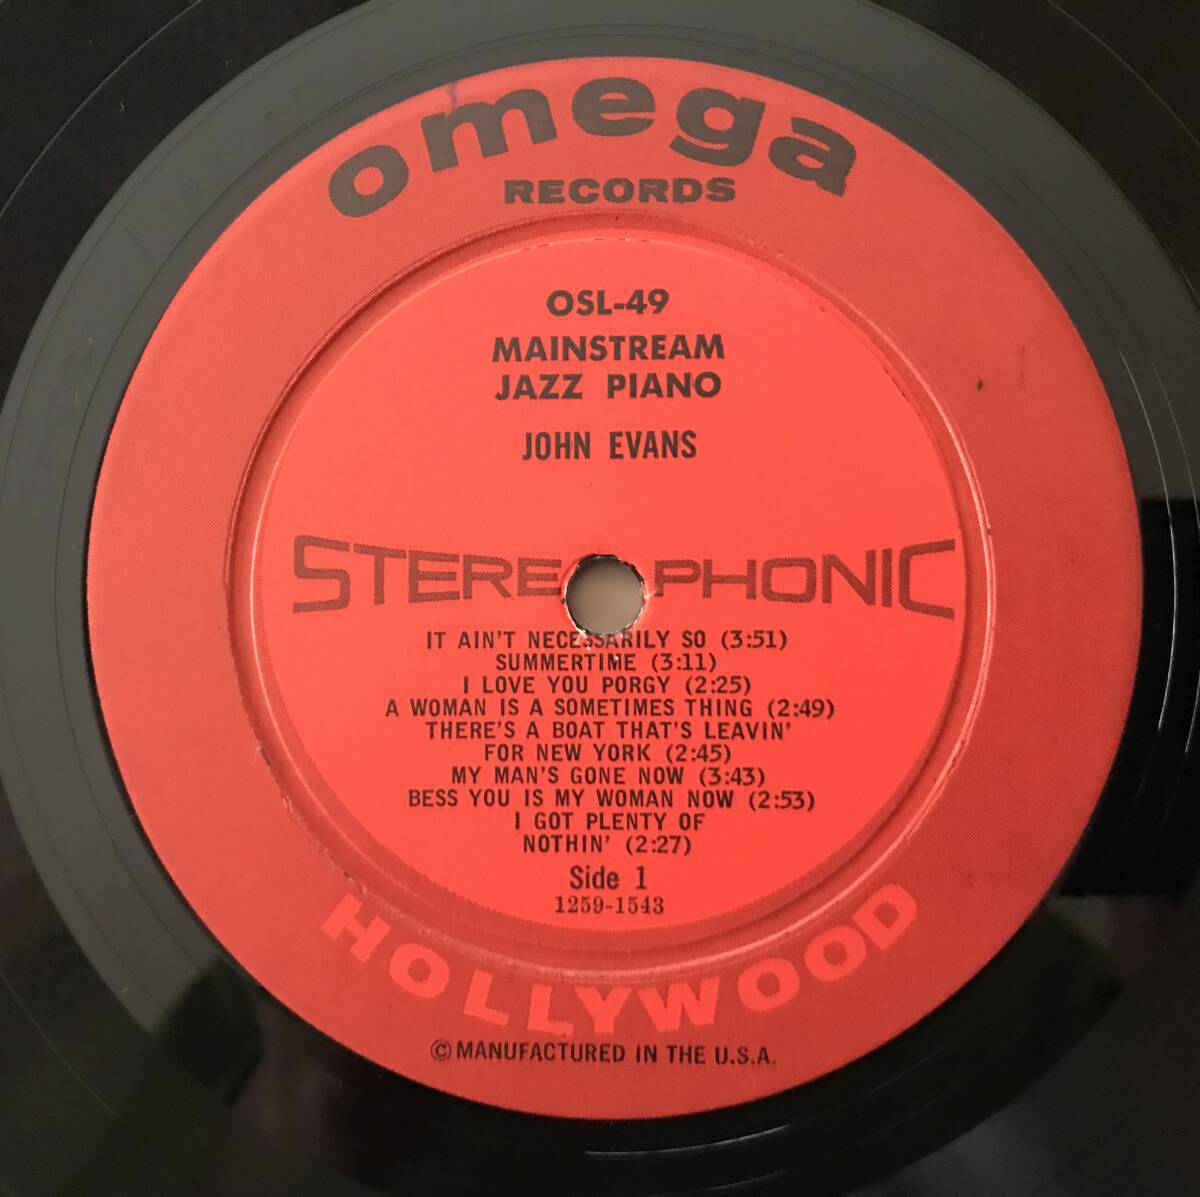 omega
RECORDS
OSL-49
MAINSTREAM
JAZZ PIANO
JOHN EVANS
STEREOPHONIC
IT AIN'T NECESSARILY SO (3:51)
SUMMERTIME (3:11)
I LOVE YOU PORGY (2:25)
A WOMAN IS A SOMETIMES THING (2:49)
THERE'S A BOAT THAT'S LEAVIN'
FOR NEW YORK (2:45)
MY MAN'S GONE NOW (3:43)
BESS YOU IS MY WOMAN NOW (2:53)
I GOT PLENTY OF
NOTHIN' (2:27)
Side 1
1259-1543
HOLLYWOOD
©MANUFACTURED IN THE U.S.A.